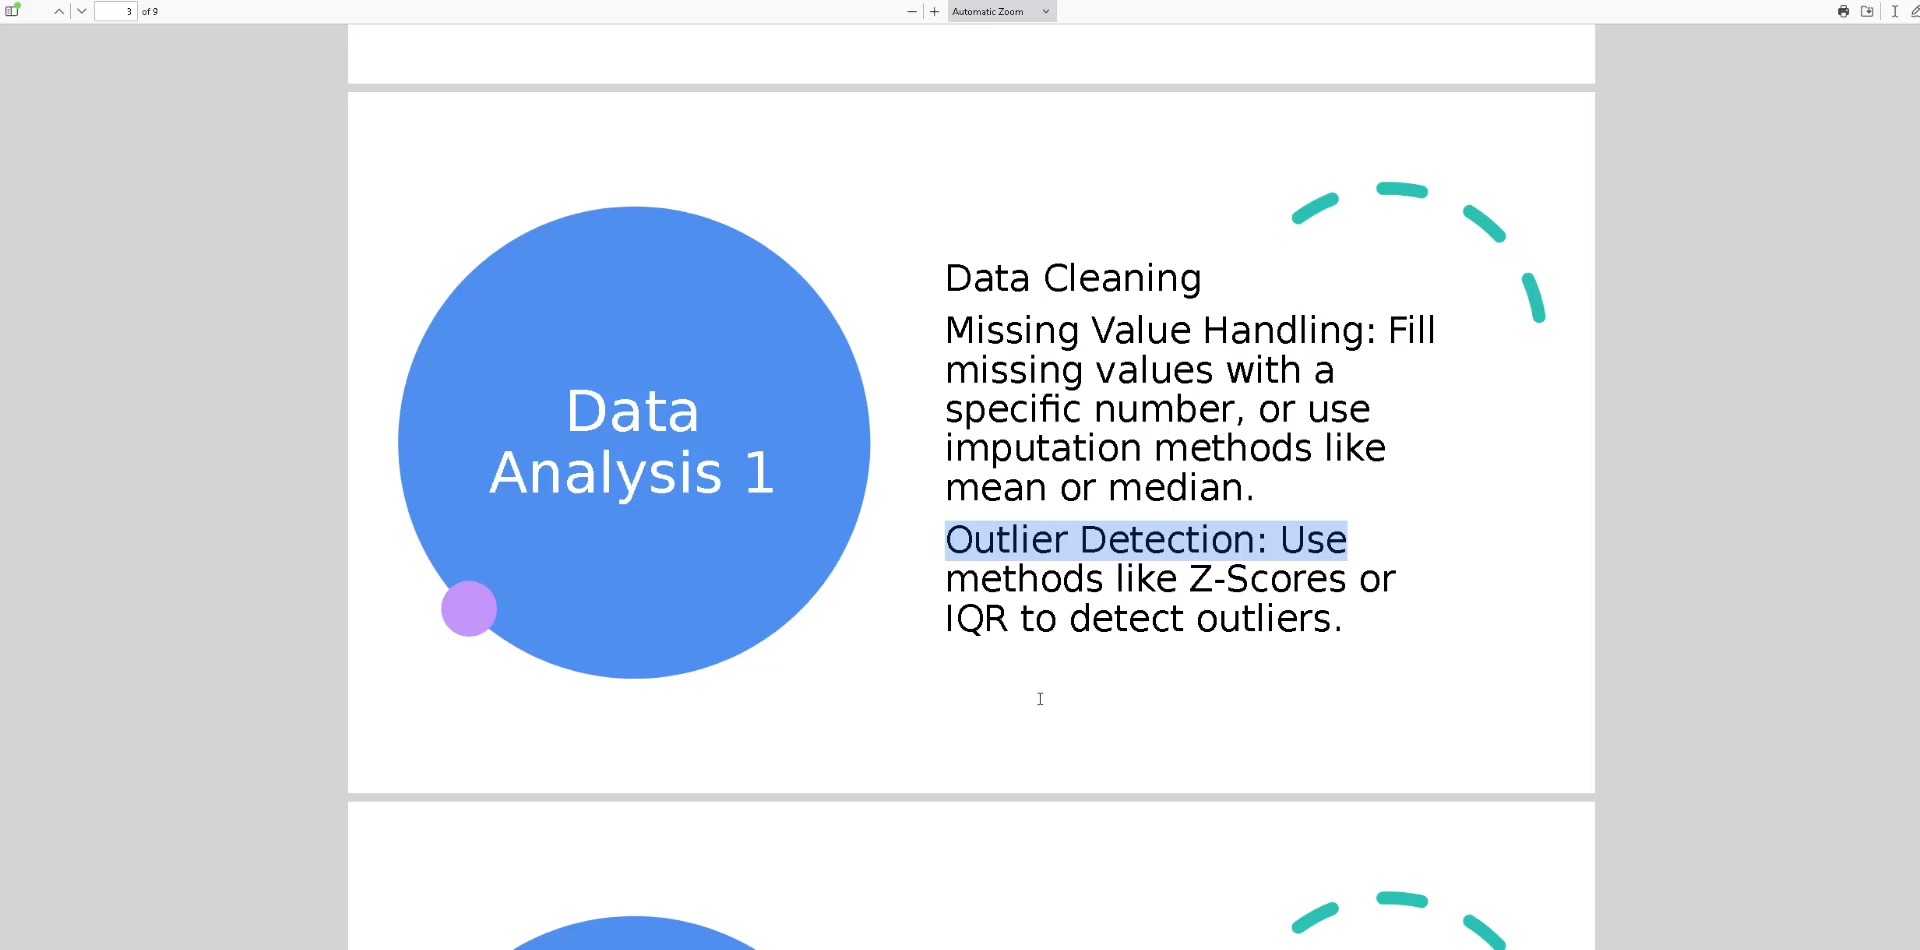 3 of 9
Automatic Zoom
Data
Analysis 1
Data Cleaning
Missing Value Handling: Fill
missing values with a
specific number, or use
imputation methods like
mean or median.
Outlier Detection: Use
methods like Z-Scores or
IQR to detect outliers.